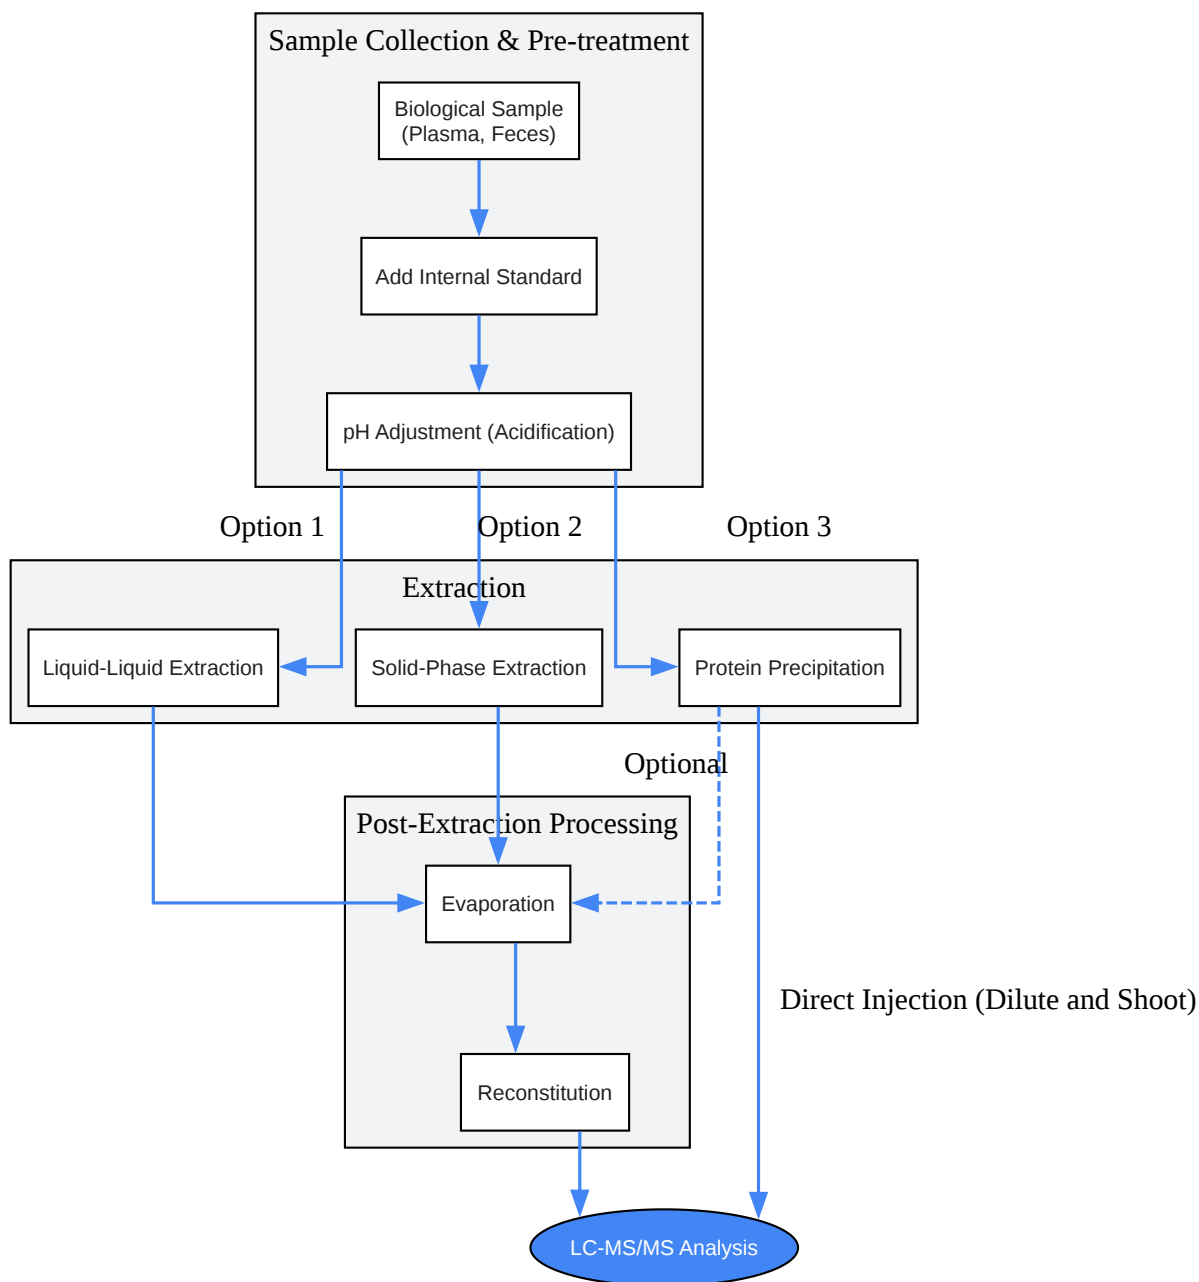 Sample Collection & Pre-treatment
Biological Sample
(Plasma, Feces)
Add Internal Standard
pH Adjustment (Acidification)
Option 1
Option 2
Option 3
Extraction
Liquid-Liquid Extraction
Solid-Phase Extraction
Protein Precipitation
Optional
Post-Extraction Processing
Evaporation
Direct Injection (Dilute and Shoot)
Reconstitution
LC-MS/MS Analysis